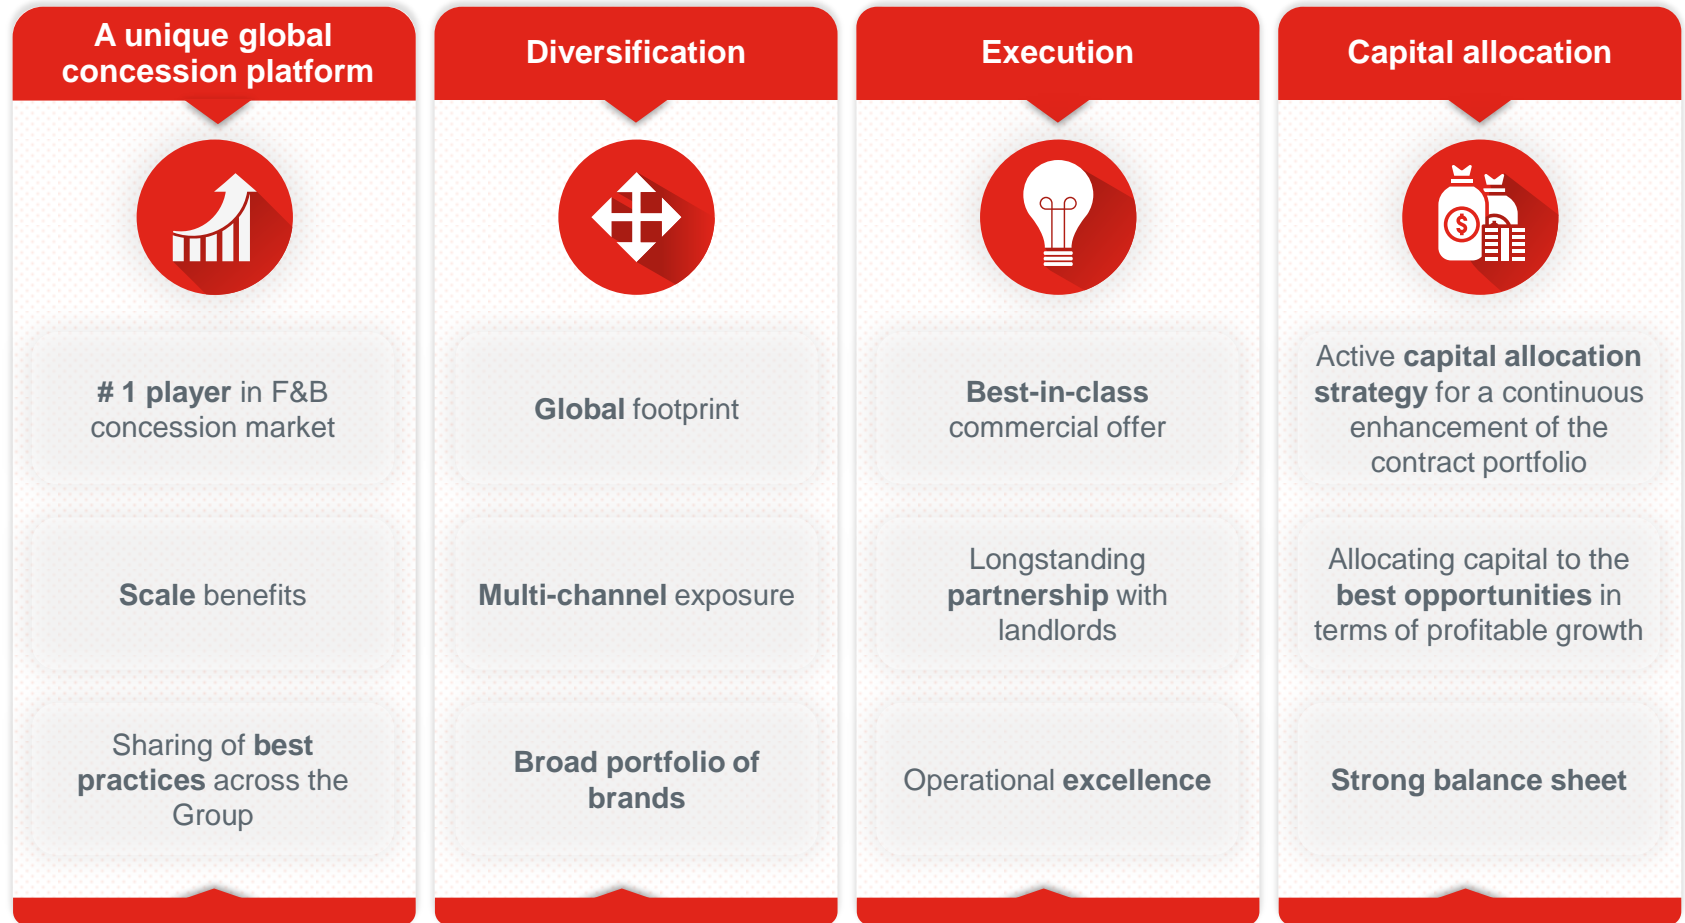 A unique global
concession platform
# 1 player in F&B
concession market
Scale benefits
Sharing of best
practices across the
Group
Diversification
Global footprint
Multi-channel exposure
Broad portfolio of
brands
Execution
Best-in-class
commercial offer
Longstanding
partnership with
landlords
Operational excellence
Capital allocation
$
Active capital allocation
strategy for a continuous
enhancement of the
contract portfolio
Allocating capital to the
best opportunities in
terms of profitable growth
Strong balance sheet